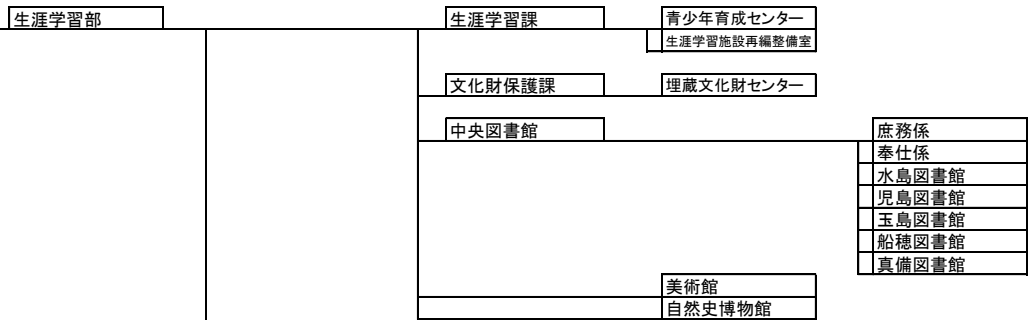 生涯学習部 生涯学習課 青少年育成センター
生涯学習施設再編整備室
文化財保護課 埋蔵文化財センター
中央図書館 庶務係
奉仕係
水島図書館
児島図書館
玉島図書館
船穂図書館
真備図書館
美術館
自然史博物館